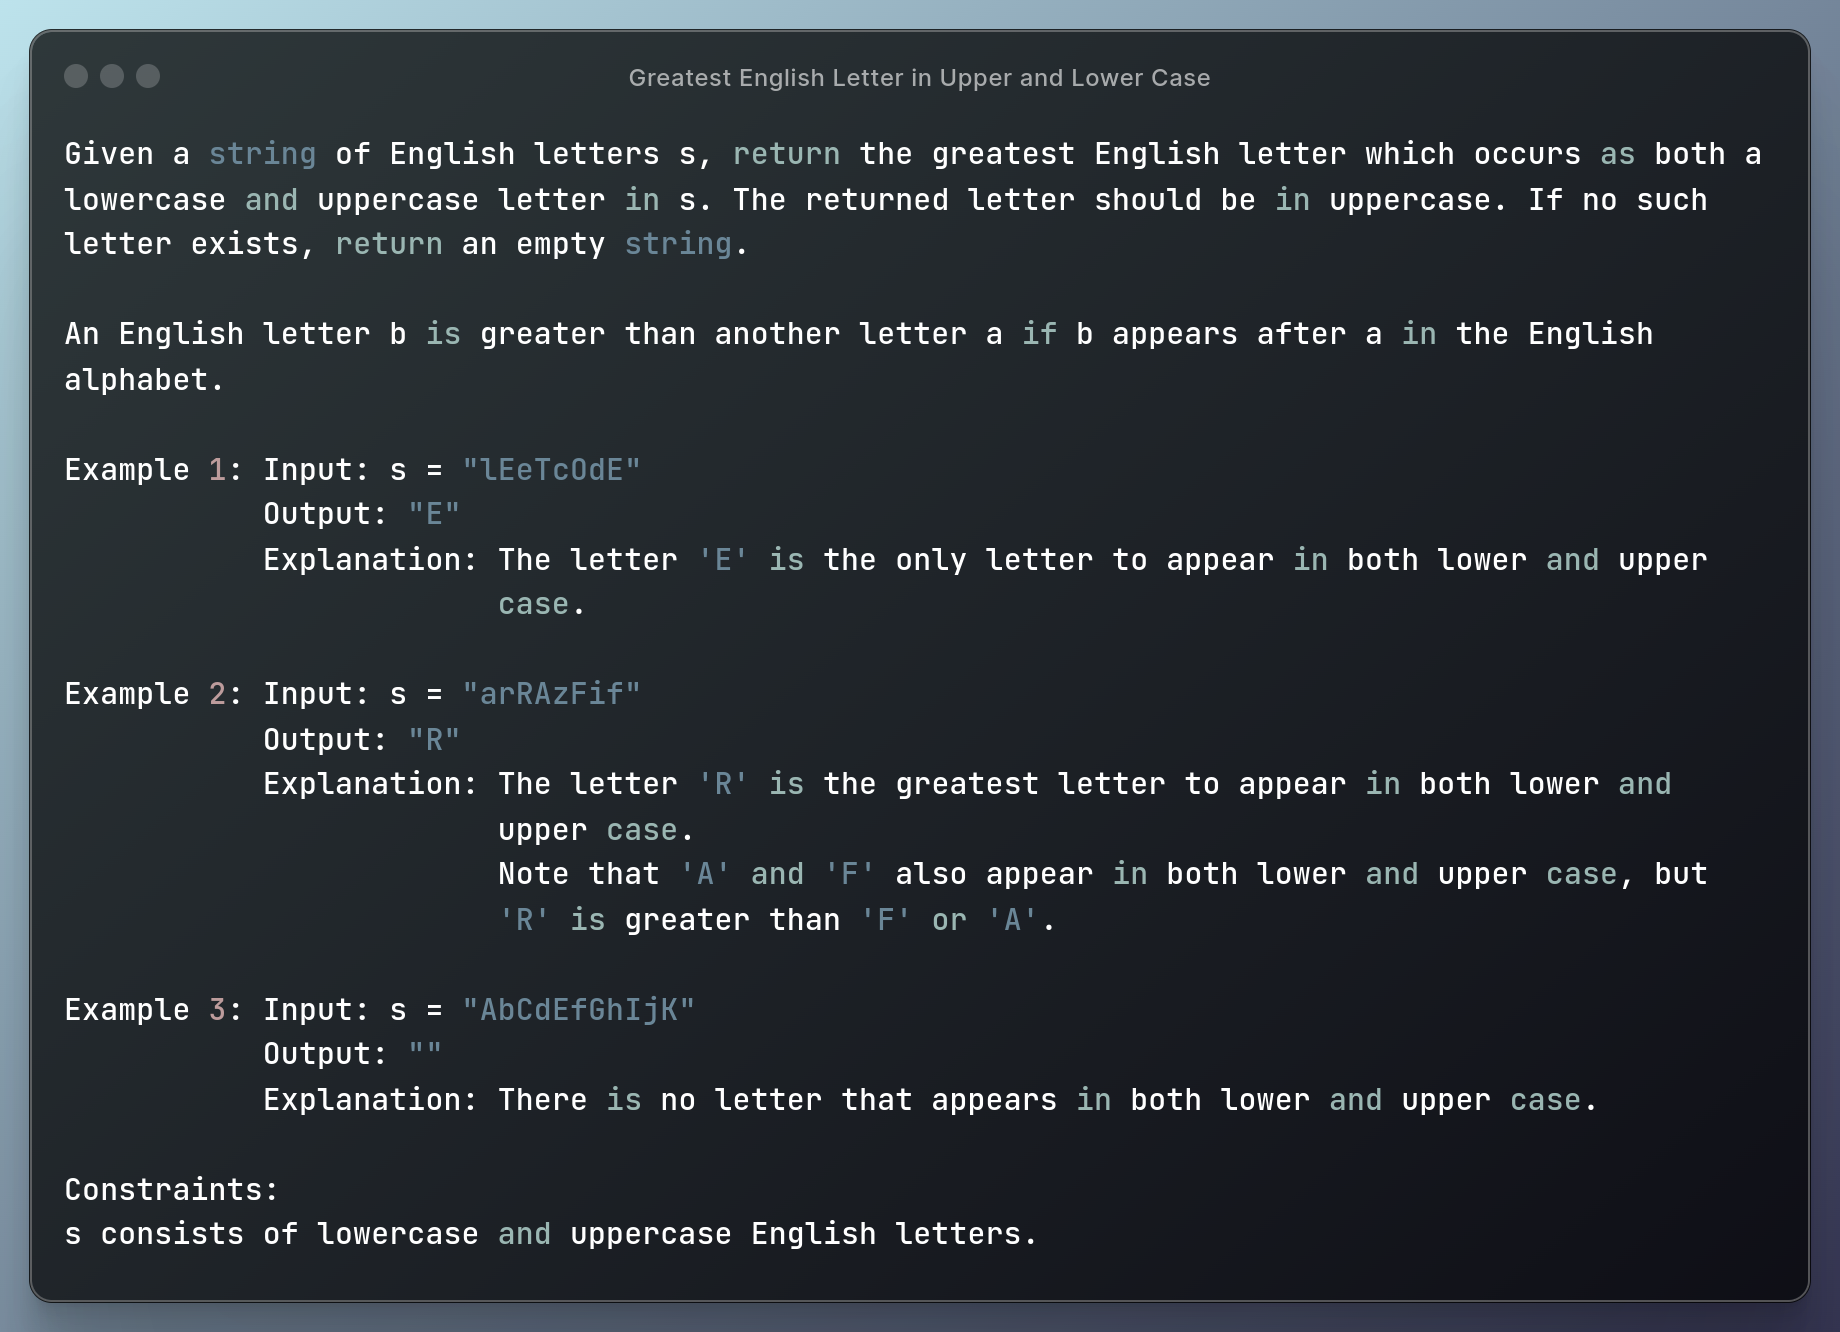 Greatest English Letter in Upper and Lower Case
Given a string of English letters s, return the greatest English letter which occurs as both a
lowercase and uppercase letter in s. The returned letter should be in uppercase. If no such
letter exists, return an empty string.
An English letter b is greater than another letter a if b appears after a in the English
alphabet.
Example 1: Input: s = "lEeTcOdE"
Output: "E"
Explanation: The letter 'E' is the only letter to appear in both lower and upper
case.
Example 2: Input: s = "arRAzFif"
Output: "R"
Explanation: The letter 'R' is the greatest letter to appear in both lower and
upper case.
Note that 'A' and 'F' also appear in both lower and upper case, but
'R' is greater than 'F' or 'A'.
Example 3: Input: s = "AbCdEfGhIjK"
Output: ""
Explanation: There is no letter that appears in both lower and upper case.
Constraints:
s consists of lowercase and uppercase English letters.